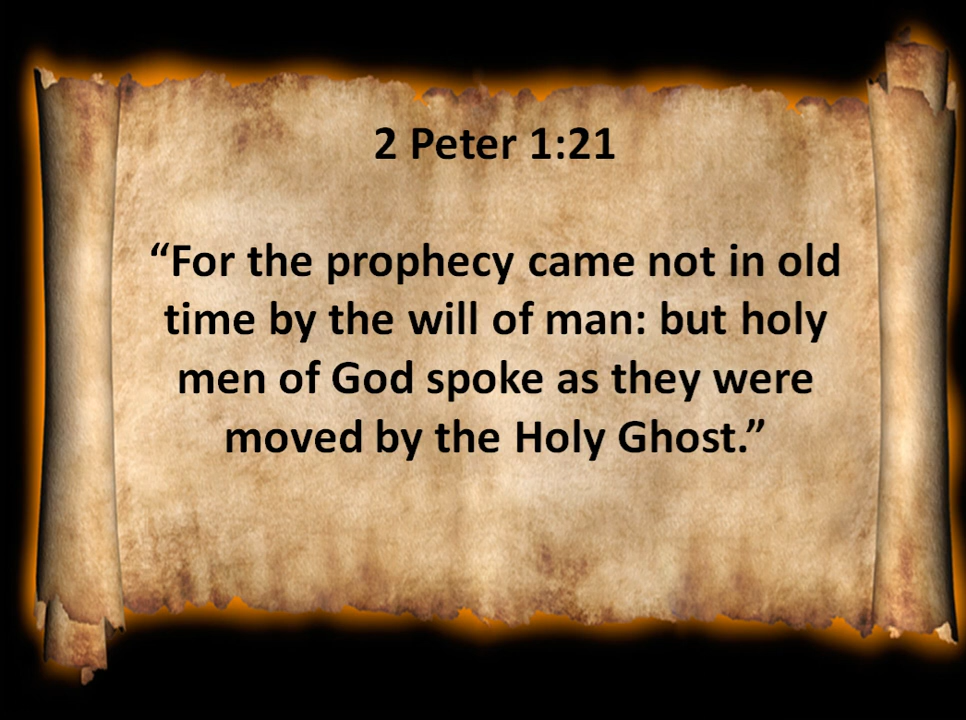 2 Peter 1:21
“For the prophecy came not in old
time by the will of man: but holy
men of God spoke as they were
moved by the Holy Ghost.”